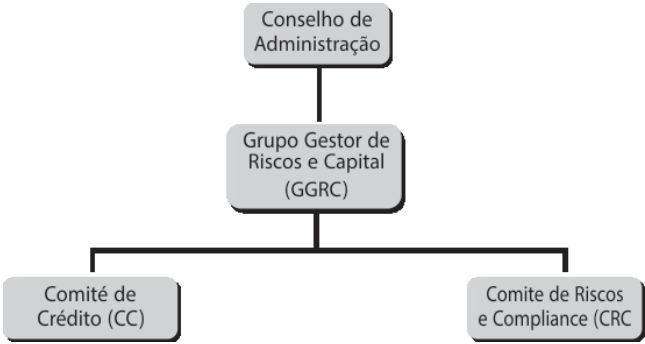 Conselho de
Administração
Grupo Gestor de
Riscos e Capital
(GGRC)
Comité de
Crédito (CC)
Comite de Riscos
e Compliance (CRC